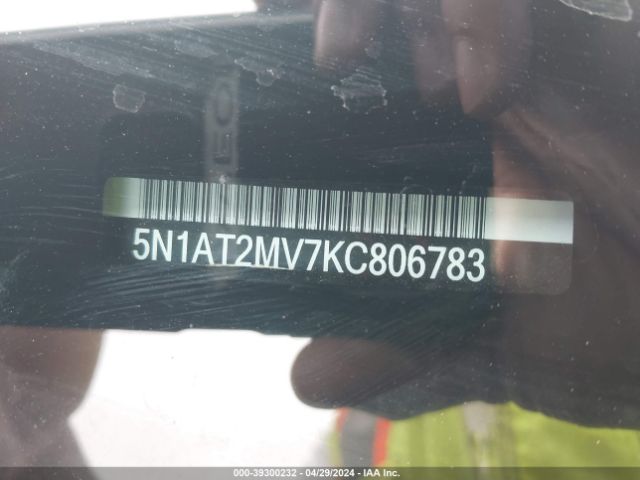 5N1AT2MV7KC806783
000-39300232 - 04/29/2024 - IAA Inc.